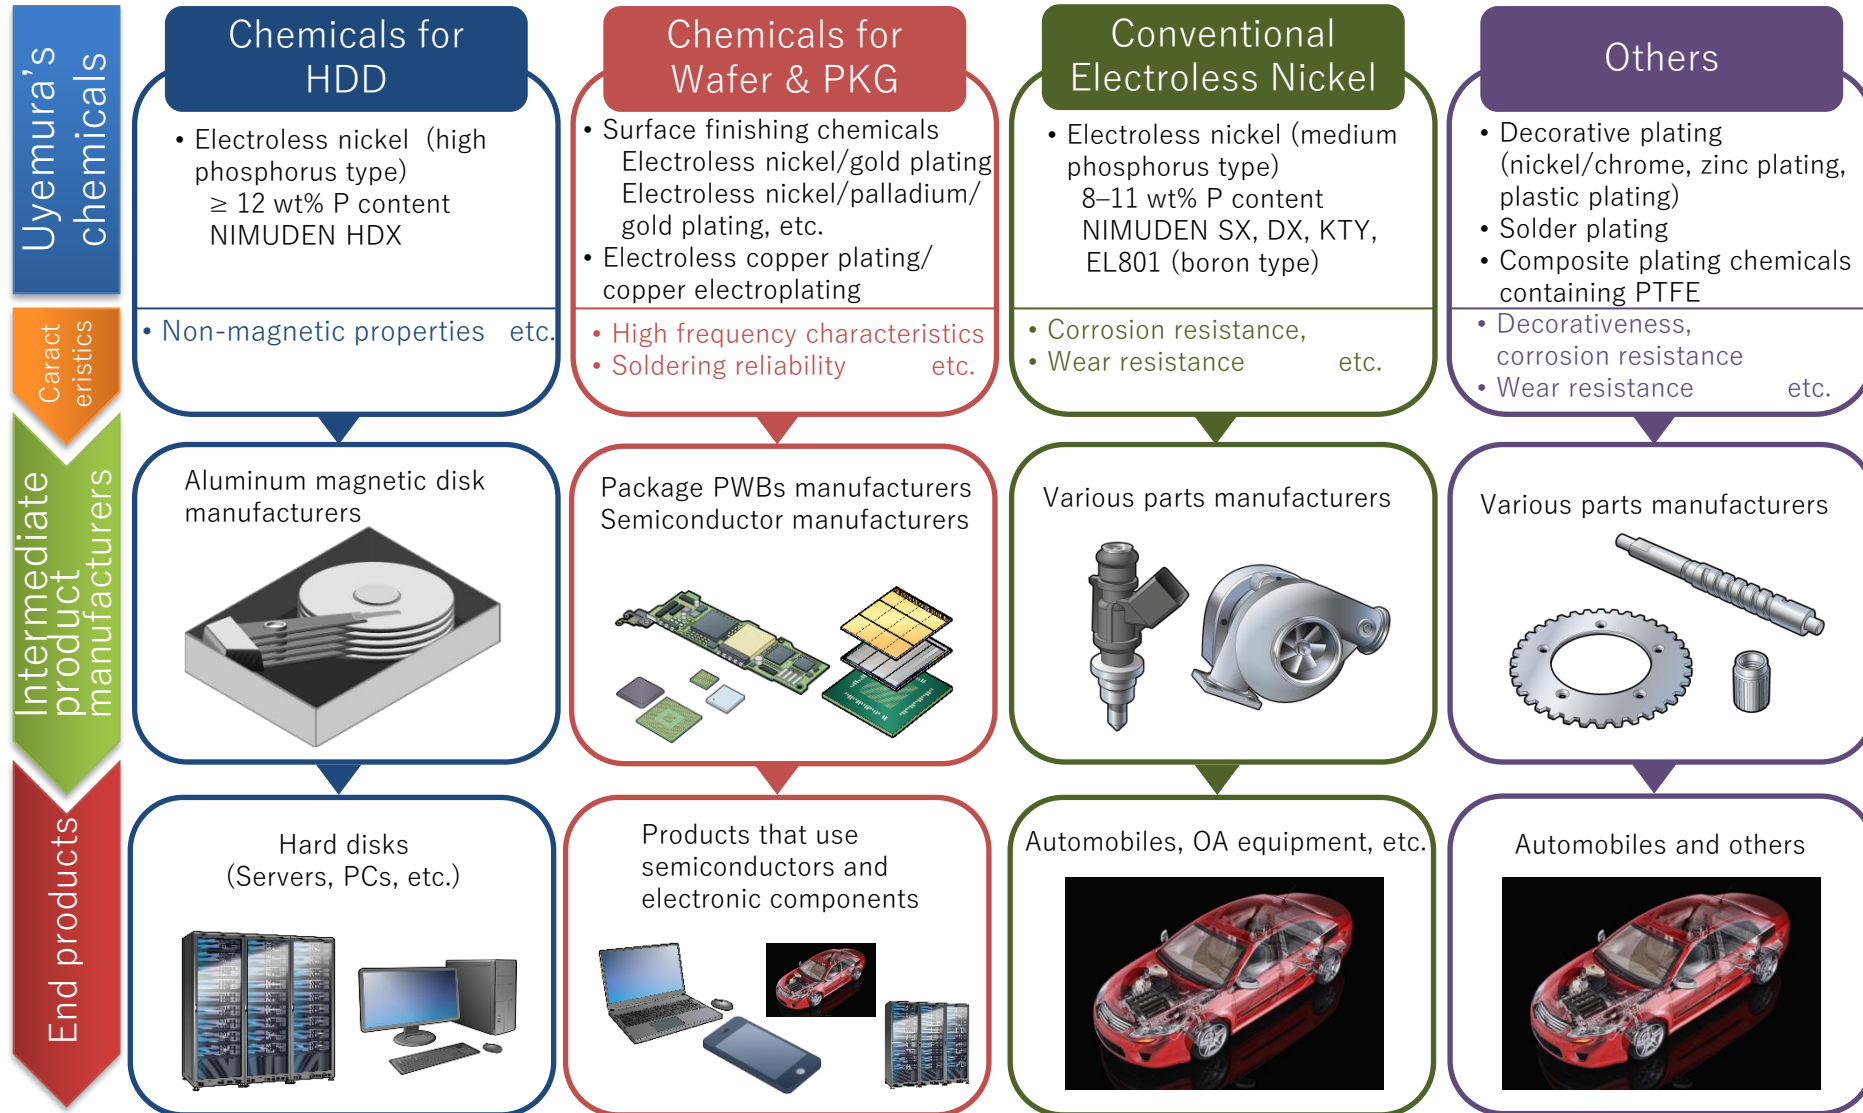 Uyemura’s
chemicals
Caract
eristics
Intermediate
product
manufacturers
End products
Chemicals for
HDD
• Electroless nickel (high
phosphorus type)
≥ 12 wt% P content
NIMUDEN HDX
• Non-magnetic properties etc.
Aluminum magnetic disk
manufacturers
Hard disks
(Servers, PCs, etc.)
Chemicals for
Wafer & PKG
• Surface finishing chemicals
Electroless nickel/gold plating
Electroless nickel/palladium/
gold plating, etc.
• Electroless copper plating/
copper electroplating
• High frequency characteristics
• Soldering reliability etc.
Package PWBs manufacturers
Semiconductor manufacturers
Products that use
semiconductors and
electronic components
Conventional
Electroless Nickel
• Electroless nickel (medium
phosphorus type)
8–11 wt% P content
NIMUDEN SX, DX, KTY,
EL801 (boron type)
• Corrosion resistance,
• Wear resistance etc.
Various parts manufacturers
Automobiles, OA equipment, etc.
Others
• Decorative plating
(nickel/chrome, zinc plating,
plastic plating)
• Solder plating
• Composite plating chemicals
containing PTFE
• Decorativeness,
corrosion resistance
• Wear resistance etc.
Various parts manufacturers
Automobiles and others